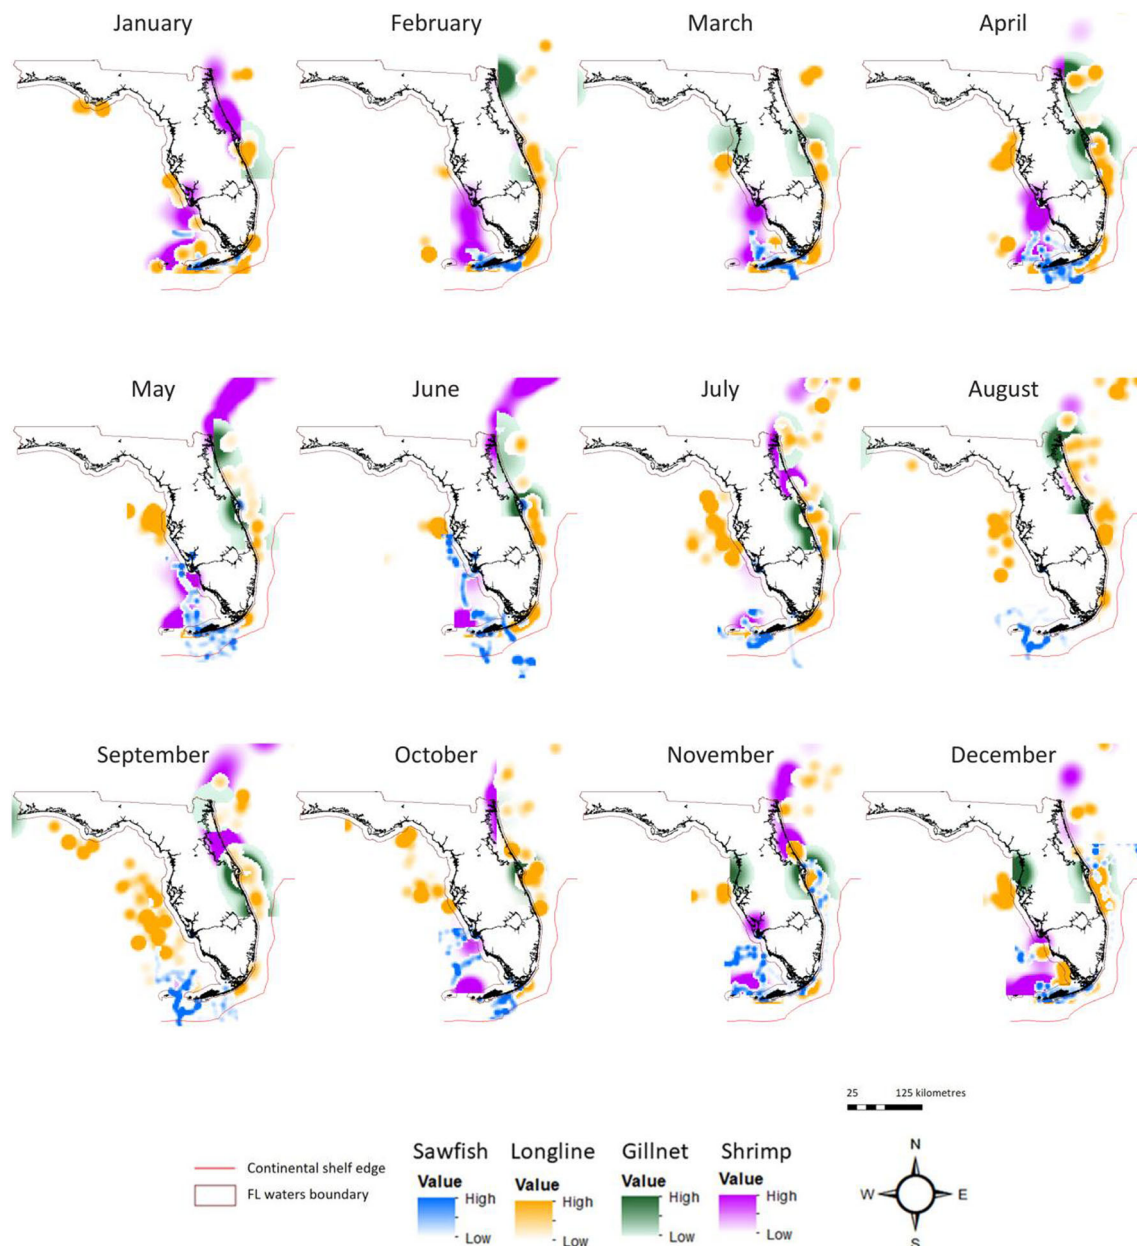 January
February
March
April
May
June
July
August
September
October
November
December
25 125 kilometres
Sawfish Longline Gillnet Shrimp
Value Value Value Value
High High High High
Low Low Low Low
Continental shelf edge
FL waters boundary
N
W E
S